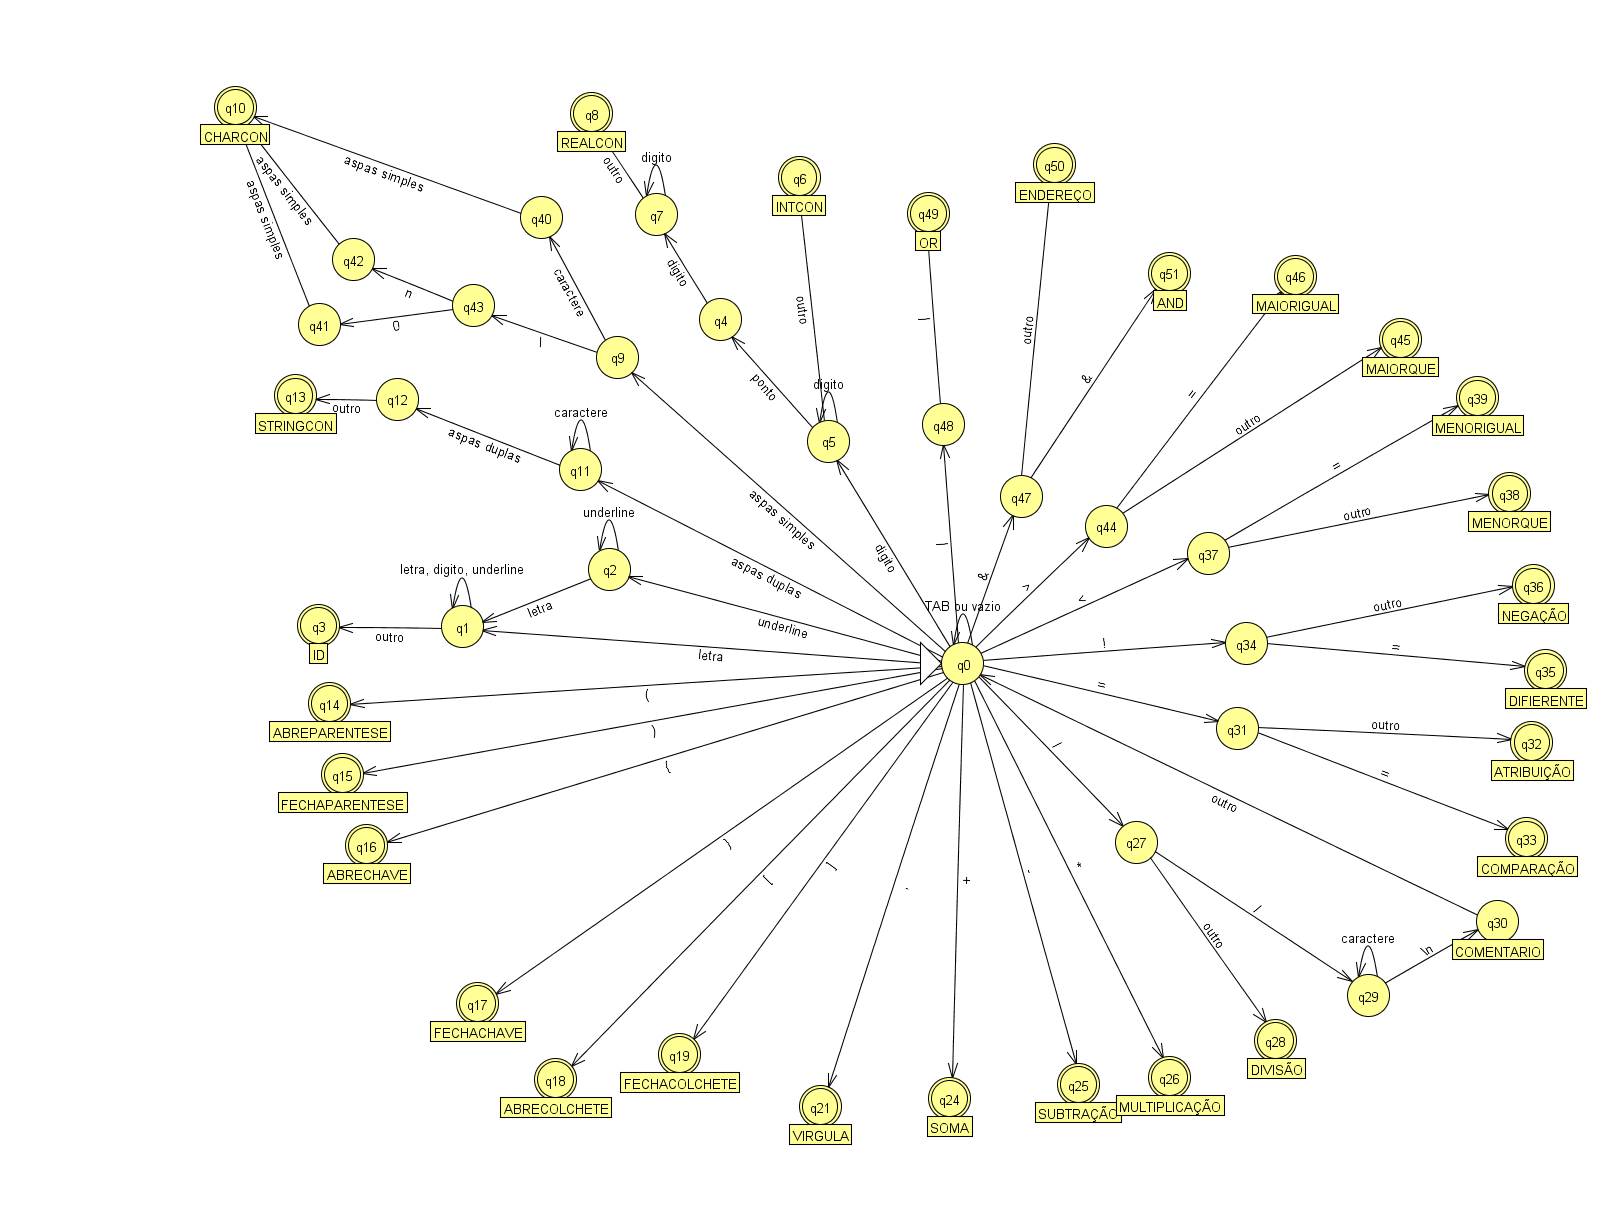 q10
CHARCON
q8
REALCON
outro
digito
q7
q6
INTCON
q50
ENDEREÇO
q49
OR
aspas simples
aspas simples
aspas simples
q40
q42
n
q43
q41
0
caractere
digito
q4
outro
|
outro
q51
AND
q46
MAIORIGUAL
q45
MAIORQUE
q9
ponto
digito
q5
&
=
outro
q39
MENORIGUAL
q13
STRINGCON
outro
q12
aspas duplas
caractere
q11
q48
q47
q44
=
q38
MENORQUE
outro
q37
aspas simples
digito
|
&
>
<
underline
q2
aspas duplas
TAB ou vazio
q36
NEGAÇÃO
outro
letra, digito, underline
q1
letra
underline
q3
ID
outro
letra
q0
!
q34
=
q35
DIFIERENTE
q14
ABREPARENTESE
(
=
q31
outro
q32
ATRIBUIÇÃO
q15
FECHAPARENTESE
)
{
/
outro
=
q33
COMPARAÇÃO
q16
ABRECHAVE
}
[
]
,
+
-
*
q27
/
outro
q30
COMENTARIO
caractere
\n
q29
q17
FECHACHAVE
q18
ABRECOLCHETE
q19
FECHACOLCHETE
q21
VIRGULA
q24
SOMA
q25
SUBTRAÇÃO
q26
MULTIPLICAÇÃO
q28
DIVISÃO